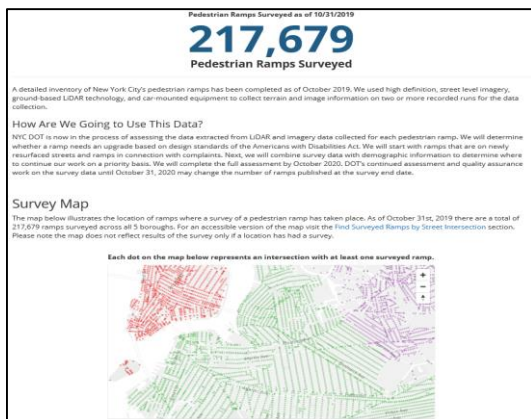 Pedestrian Ramps Surveyed as of 10/31/2019
217,679
Pedestrian Ramps Surveyed
A detailed inventory of New York City's pedestrian ramps has been completed as of October 2019. We used high definition, street level imagery,
ground-based LiDAR technology, and car-mounted equipment to collect terrain and image information on two or more recorded runs for the data
collection.
How Are We Going to Use This Data?
NYC DOT is now in the process of assessing the data extracted from LiDAR and imagery data collected for each pedestrian ramp. We will determine
whether a ramp needs an upgrade based on design standards of the Americans with Disabilities Act. We will start with ramps that are on newly
resurfaced streets and ramps in connection with complaints. Next, we will combine survey data with demographic information to determine where
to continue our work on a priority basis. We will complete the full assessment by October 2020. DOT's continued assessment and quality assurance
work on the survey data until October 31, 2020 may change the number of ramps published at the survey end date.
Survey Map
The map below illustrates the location of ramps where a survey of a pedestrian ramp has taken place. As of October 31st, 2019 there are a total of
217,679 ramps surveyed across all 5 boroughs. For an accessible version of the map visit the Find Surveyed Ramps by Street Intersection section.
Please note the map does not reflect results of the survey only if a location has had a survey.
Each dot on the map below represents an intersection with at least one surveyed ramp.
+
−